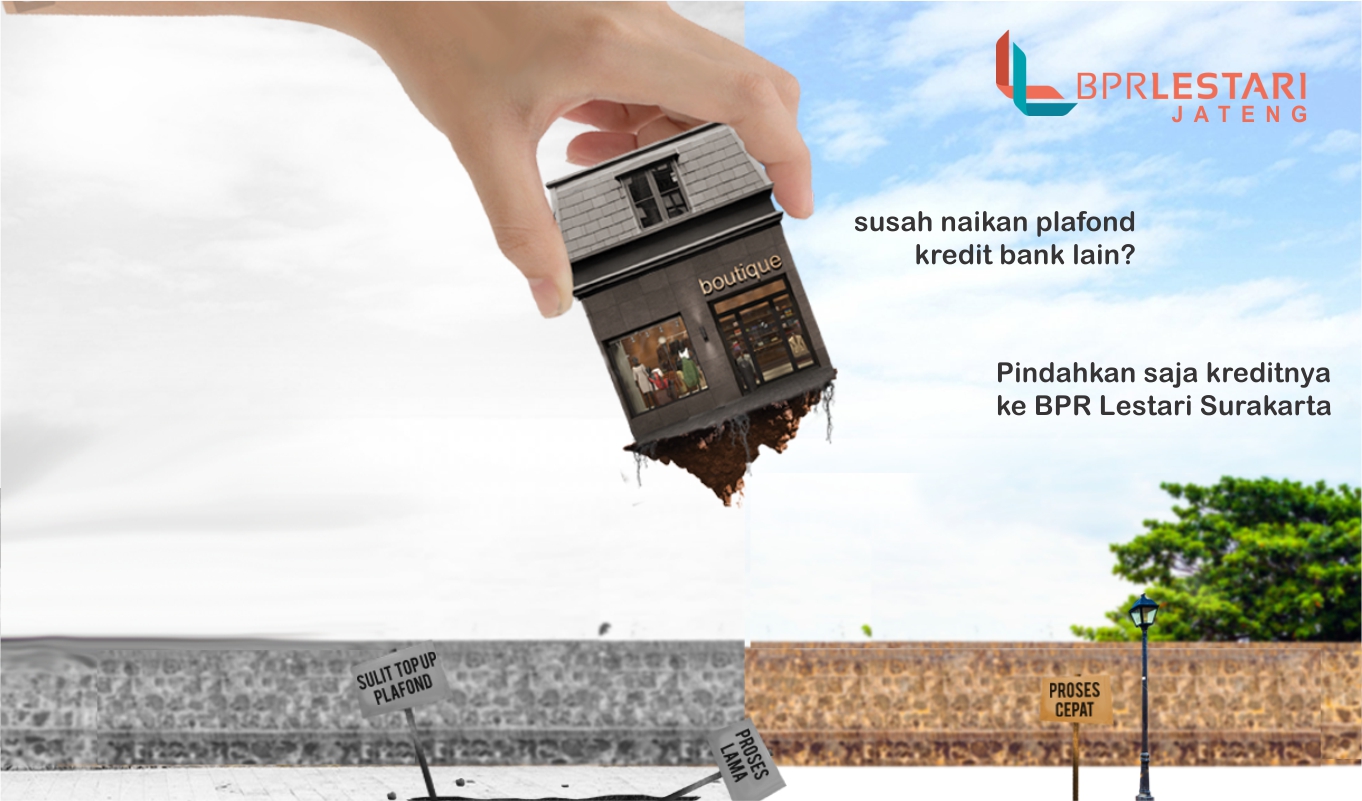 BPRLESTARI
JATENG
susah naikan plafond
kredit bank lain?
Pindahkan saja kreditnya
ke BPR Lestari Surakarta
boutique
SULIT TOP UP
PLAFOND
PROSES
LAMA
PROSES
CEPAT